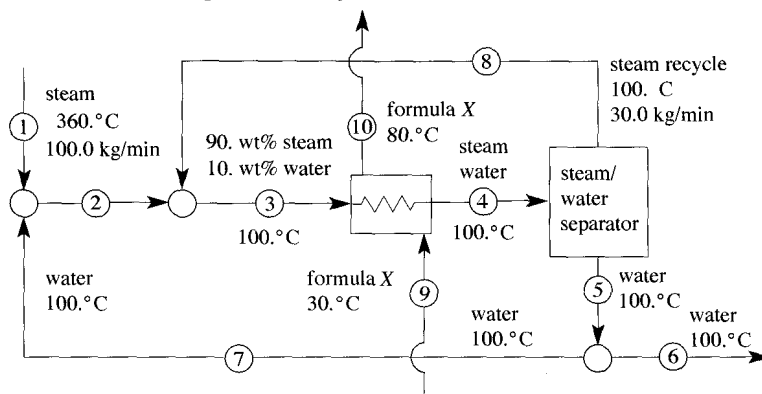 8
steam recycle
100. C
30.0 kg/min
steam
360.°C
100.0 kg/min
1
10
formula X
80.°C
90. wt% steam
10. wt% water
steam
water
steam/
water
separator
2
3
4
100.°C
100.°C
water
100.°C
formula X
30.°C
9
water
100.°C
5
water
100.°C
water
100.°C
7
6